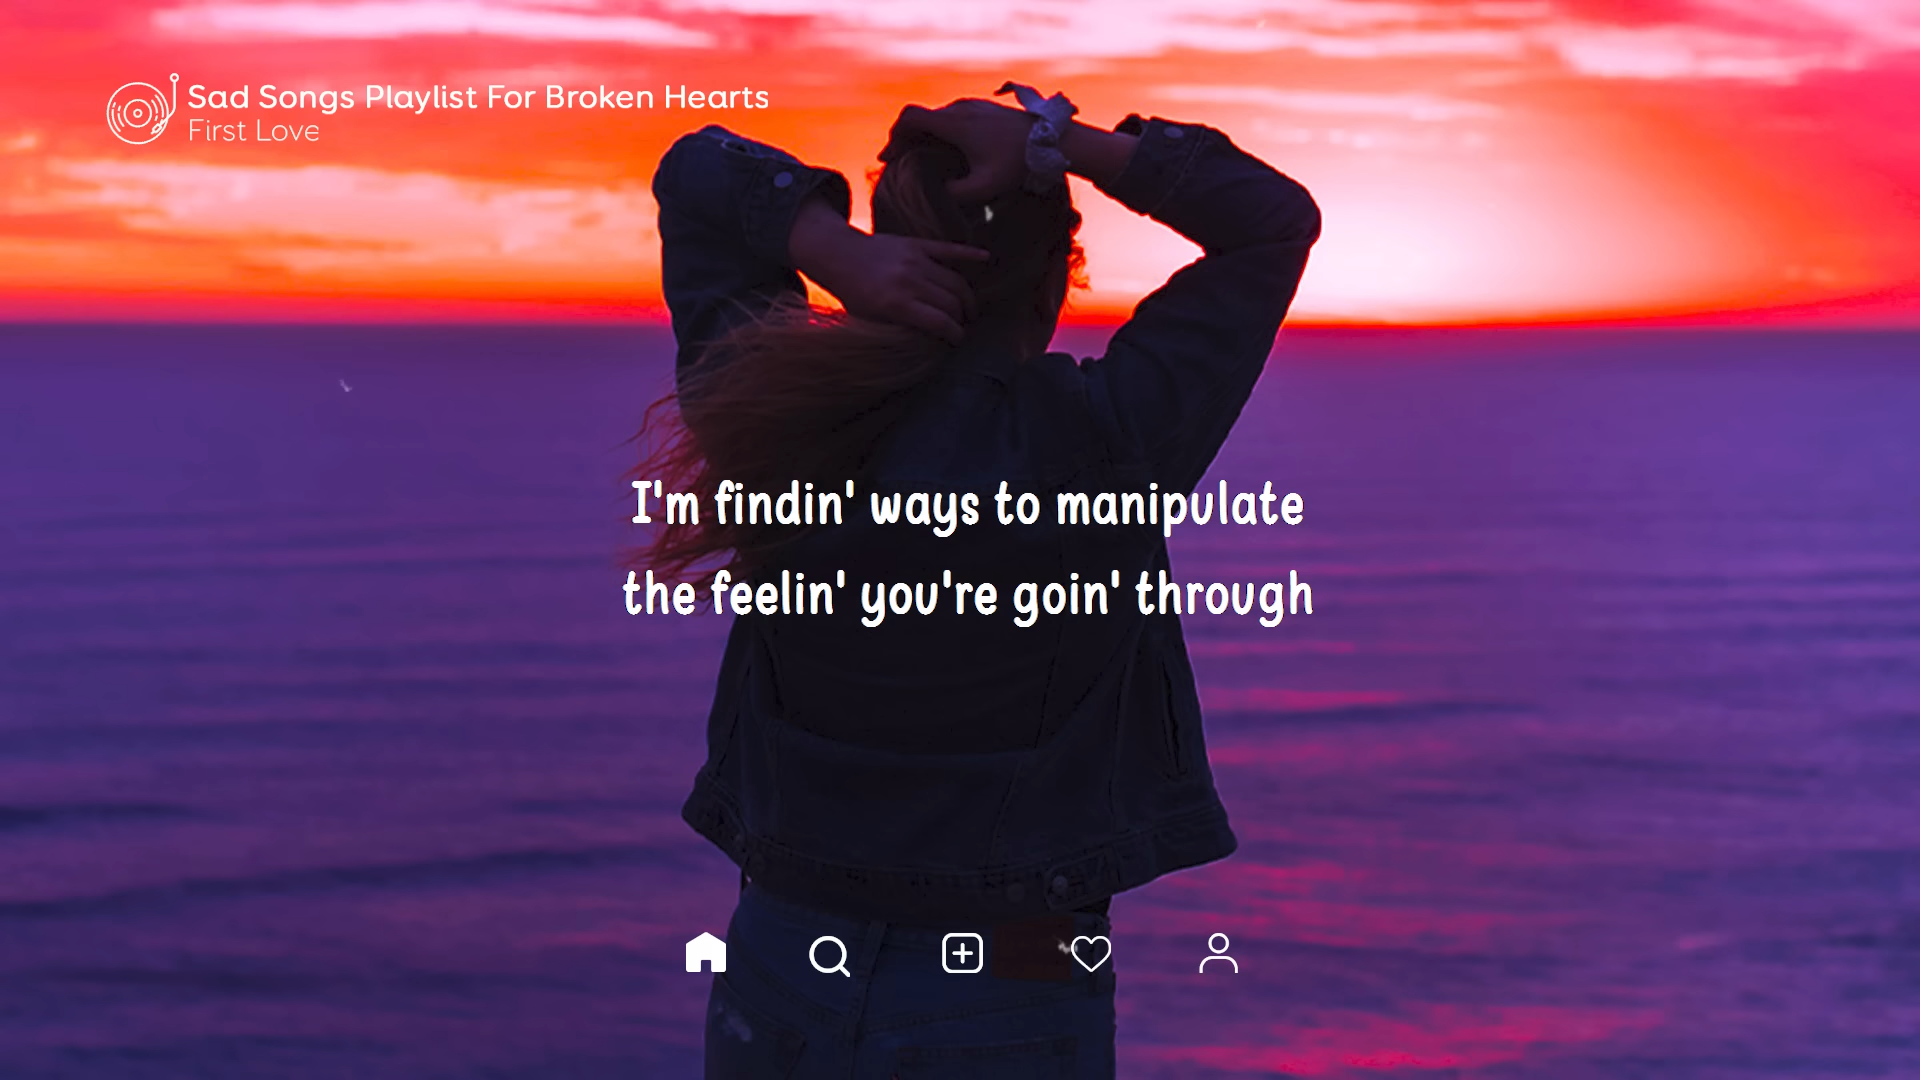 Sad Songs Playlist For Broken Hearts
First Love
I'm findin' ways to manipulate
the feelin' you're goin' through